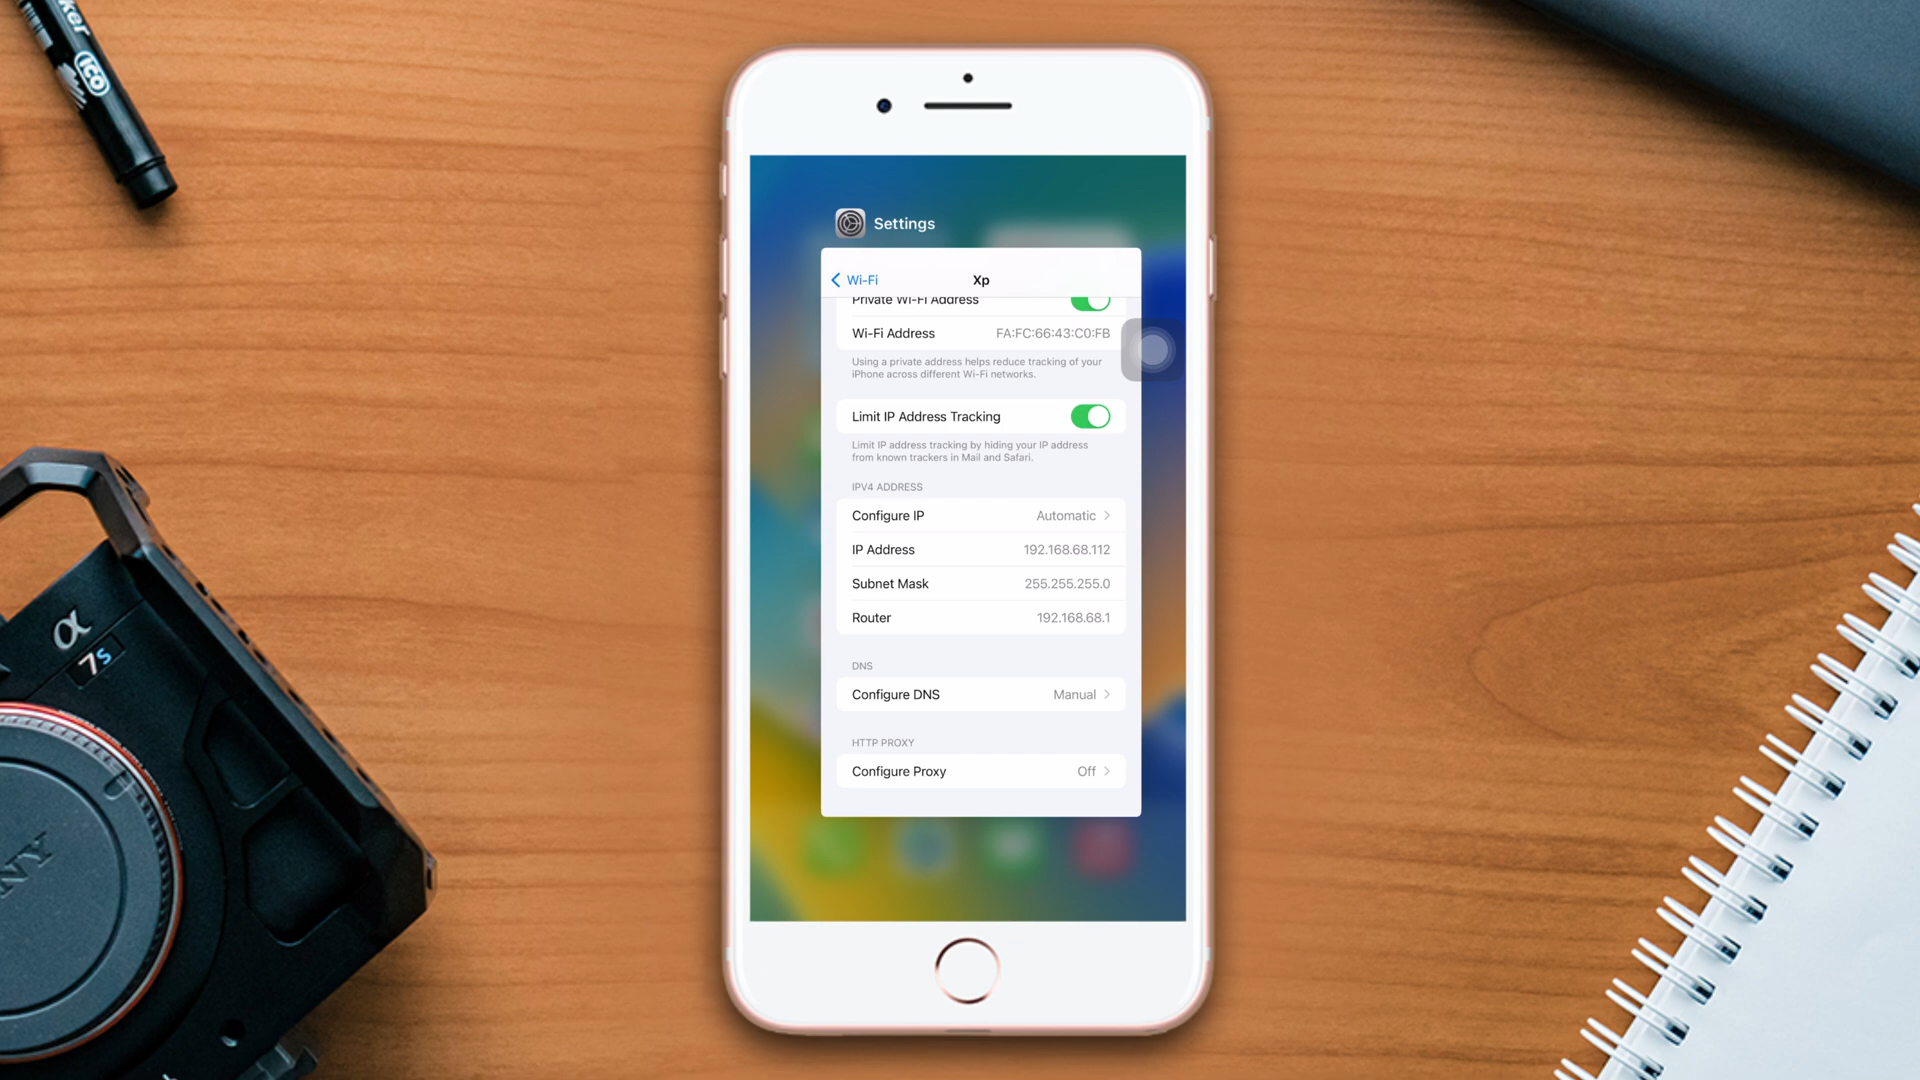 ker
ICO
Settings
Wi-Fi
Xp
Private Wi-Fi Address
Wi-Fi Address FA:FC:66:43:C0:FB
Using a private address helps reduce tracking of your
iPhone across different Wi-Fi networks.
Limit IP Address Tracking
Limit IP address tracking by hiding your IP address
from known trackers in Mail and Safari.
IPV4 ADDRESS
Configure IP Automatic
IP Address 192.168.68.112
Subnet Mask 255.255.255.0
Router 192.168.68.1
DNS
Configure DNS Manual
HTTP PROXY
Configure Proxy Off
α
7s
NY